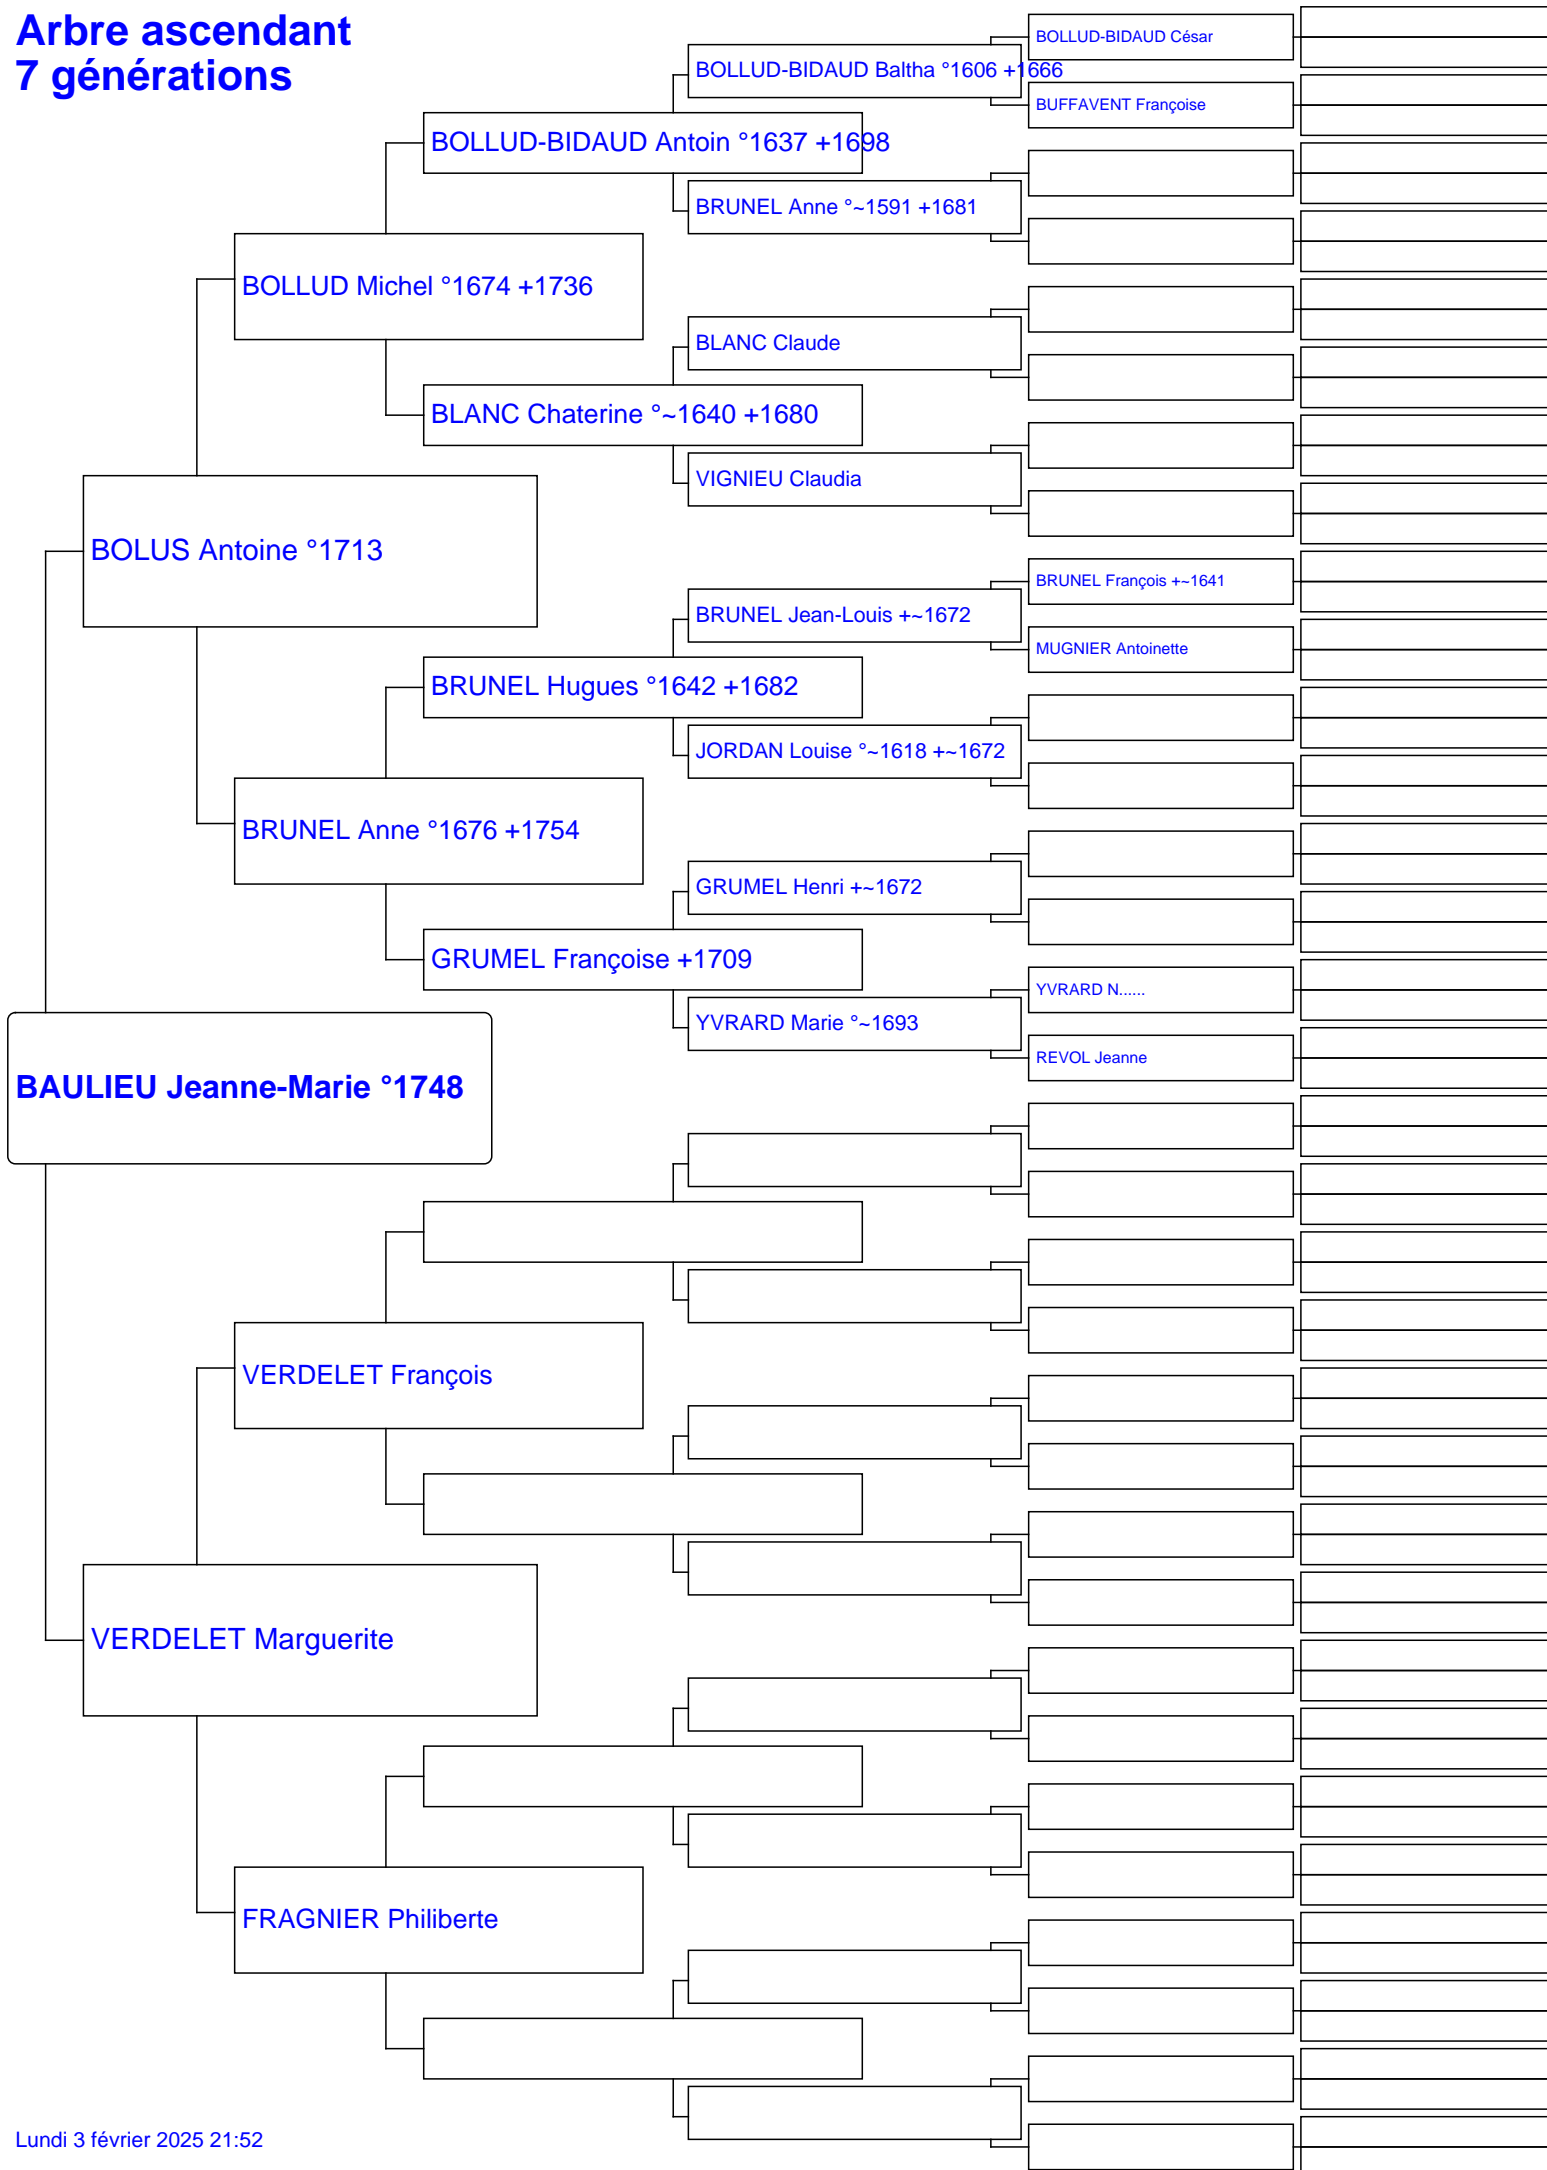 Arbre ascendant
7 générations
BOLLUD-BIDAUD César
BOLLUD-BIDAUD Baltha °1606 +1666
BUFFAVENT Françoise
BOLLUD-BIDAUD Antoin °1637 +1698
BRUNEL Anne °~1591 +1681
BOLLUD Michel °1674 +1736
BLANC Claude
BLANC Chaterine °~1640 +1680
VIGNIEU Claudia
BOLUS Antoine °1713
BRUNEL François +~1641
BRUNEL Jean-Louis +~1672
MUGNIER Antoinette
BRUNEL Hugues °1642 +1682
JORDAN Louise °~1618 +~1672
BRUNEL Anne °1676 +1754
GRUMEL Henri +~1672
GRUMEL Françoise +1709
YVRARD N......
YVRARD Marie °~1693
REVOL Jeanne
BAULIEU Jeanne-Marie °1748
VERDELET François
VERDELET Marguerite
FRAGNIER Philiberte
Lundi 3 février 2025 21:52